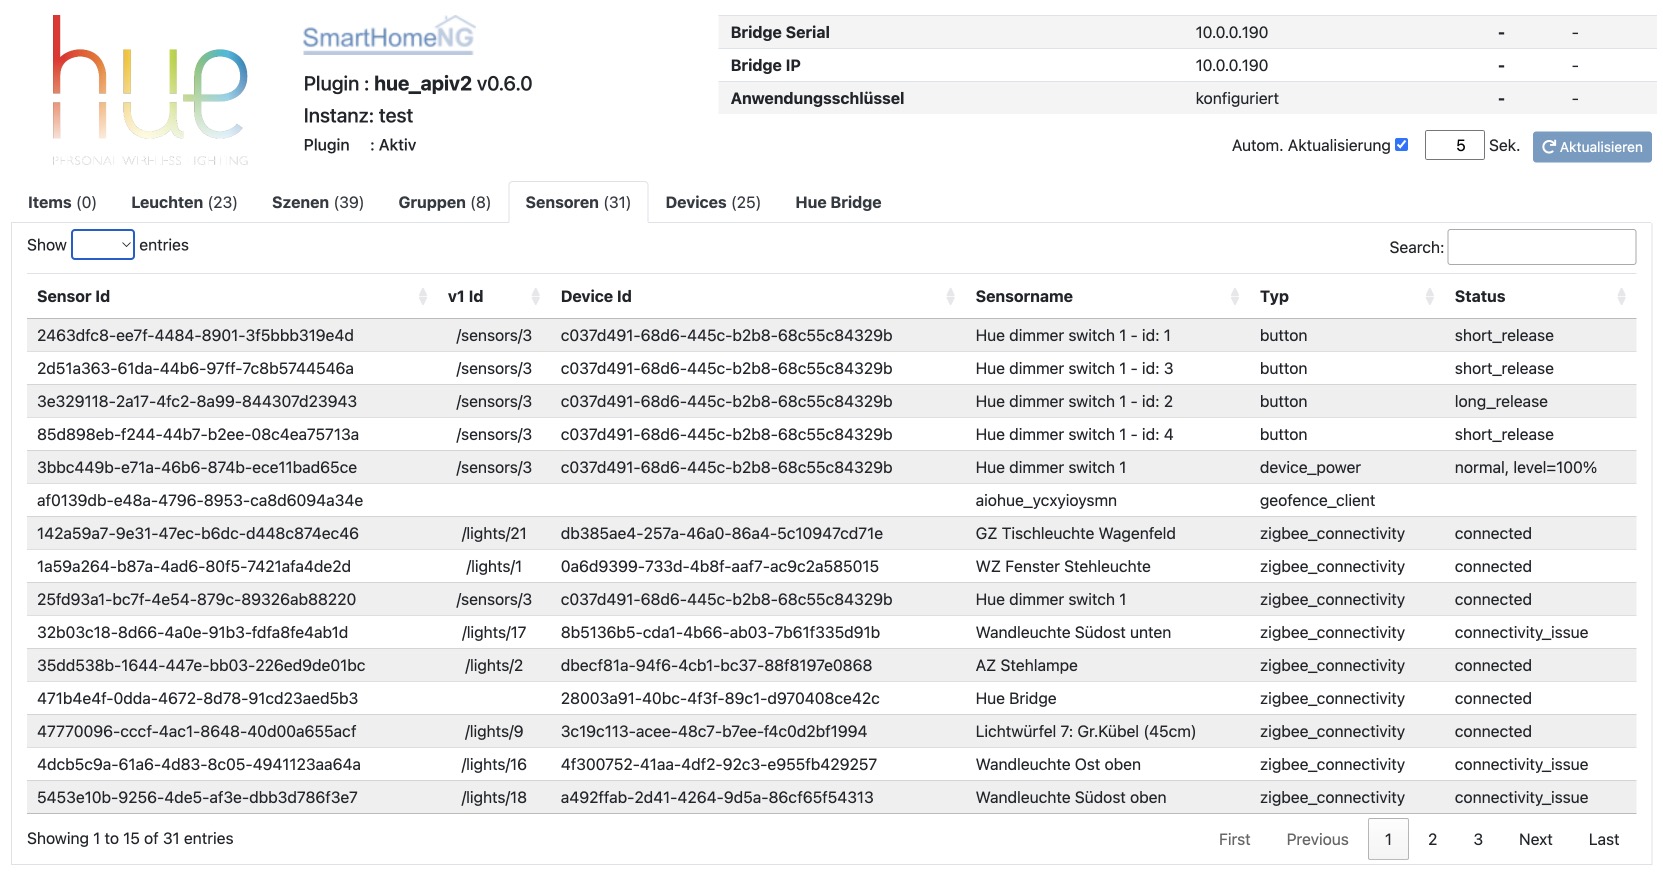 hue
PERSONAL WIRELESS LIGHTING
SmartHomeNG
Plugin : hue_apiv2 v0.6.0
Instanz: test
Plugin : Aktiv
Bridge Serial 10.0.0.190 - -
Bridge IP 10.0.0.190 - -
Anwendungsschlüssel konfiguriert - -
Autom. Aktualisierung 5 Sek. Aktualisieren
Items (0) Leuchten (23) Szenen (39) Gruppen (8) Sensoren (31) Devices (25) Hue Bridge
Show entries Search:
Sensor Id v1 Id Device Id Sensorname Typ Status
2463dfc8-ee7f-4484-8901-3f5bbb319e4d /sensors/3 c037d491-68d6-445c-b2b8-68c55c84329b Hue dimmer switch 1 - id: 1 button short_release
2d51a363-61da-44b6-97ff-7c8b5744546a /sensors/3 c037d491-68d6-445c-b2b8-68c55c84329b Hue dimmer switch 1 - id: 3 button short_release
3e329118-2a17-4fc2-8a99-844307d23943 /sensors/3 c037d491-68d6-445c-b2b8-68c55c84329b Hue dimmer switch 1 - id: 2 button long_release
85d898eb-f244-44b7-b2ee-08c4ea75713a /sensors/3 c037d491-68d6-445c-b2b8-68c55c84329b Hue dimmer switch 1 - id: 4 button short_release
3bbc449b-e71a-46b6-874b-ece11bad65ce /sensors/3 c037d491-68d6-445c-b2b8-68c55c84329b Hue dimmer switch 1 device_power normal, level=100%
af0139db-e48a-4796-8953-ca8d6094a34e aiohue_ycxyioysmn geofence_client
142a59a7-9e31-47ec-b6dc-d448c874ec46 /lights/21 db385ae4-257a-46a0-86a4-5c10947cd71e GZ Tischleuchte Wagenfeld zigbee_connectivity connected
1a59a264-b87a-4ad6-80f5-7421afa4de2d /lights/1 0a6d9399-733d-4b8f-aaf7-ac9c2a585015 WZ Fenster Stehleuchte zigbee_connectivity connected
25fd93a1-bc7f-4e54-879c-89326ab88220 /sensors/3 c037d491-68d6-445c-b2b8-68c55c84329b Hue dimmer switch 1 zigbee_connectivity connected
32b03c18-8d66-4a0e-91b3-fdfa8fe4ab1d /lights/17 8b5136b5-cda1-4b66-ab03-7b61f335d91b Wandleuchte Südost unten zigbee_connectivity connectivity_issue
35dd538b-1644-447e-bb03-226ed9de01bc /lights/2 dbecf81a-94f6-4cb1-bc37-88f8197e0868 AZ Stehlampe zigbee_connectivity connected
471b4e4f-0dda-4672-8d78-91cd23aed5b3 28003a91-40bc-4f3f-89c1-d970408ce42c Hue Bridge zigbee_connectivity connected
47770096-cccf-4ac1-8648-40d00a655acf /lights/9 3c19c113-acee-48c7-b7ee-f4c0d2bf1994 Lichtwürfel 7: Gr.Kübel (45cm) zigbee_connectivity connected
4dcb5c9a-61a6-4d83-8c05-4941123aa64a /lights/16 4f300752-41aa-4df2-92c3-e955fb429257 Wandleuchte Ost oben zigbee_connectivity connectivity_issue
5453e10b-9256-4de5-af3e-dbb3d786f3e7 /lights/18 a492ffab-2d41-4264-9d5a-86cf65f54313 Wandleuchte Südost oben zigbee_connectivity connectivity_issue
Showing 1 to 15 of 31 entries First Previous 1 2 3 Next Last